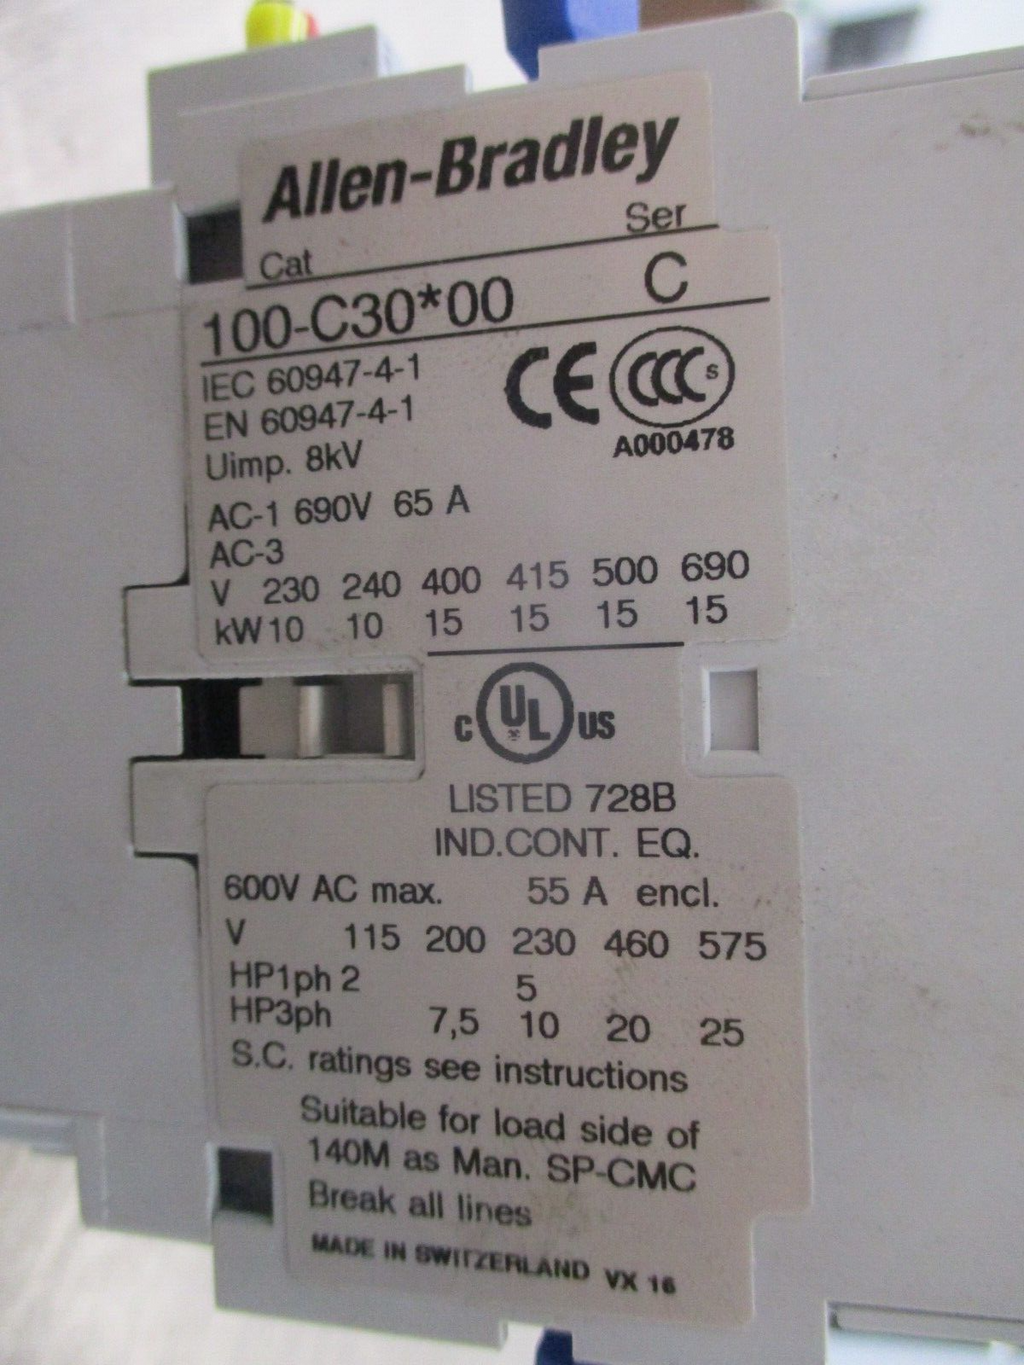 Allen-Bradley
Cat Ser
100-C30*00 C
IEC 60947-4-1
EN 60947-4-1
Uimp. 8kV
CE CCC S
A000478
AC-1 690V 65 A
AC-3
V 230 240 400 415 500 690
kW 10 10 15 15 15 15
C UL US
LISTED 728B
IND.CONT. EQ.
600V AC max. 55 A encl.
V 115 200 230 460 575
HP1ph 2 5
HP3ph 7,5 10 20 25
S.C. ratings see instructions
Suitable for load side of
140M as Man. SP-CMC
Break all lines
MADE IN SWITZERLAND VX 16